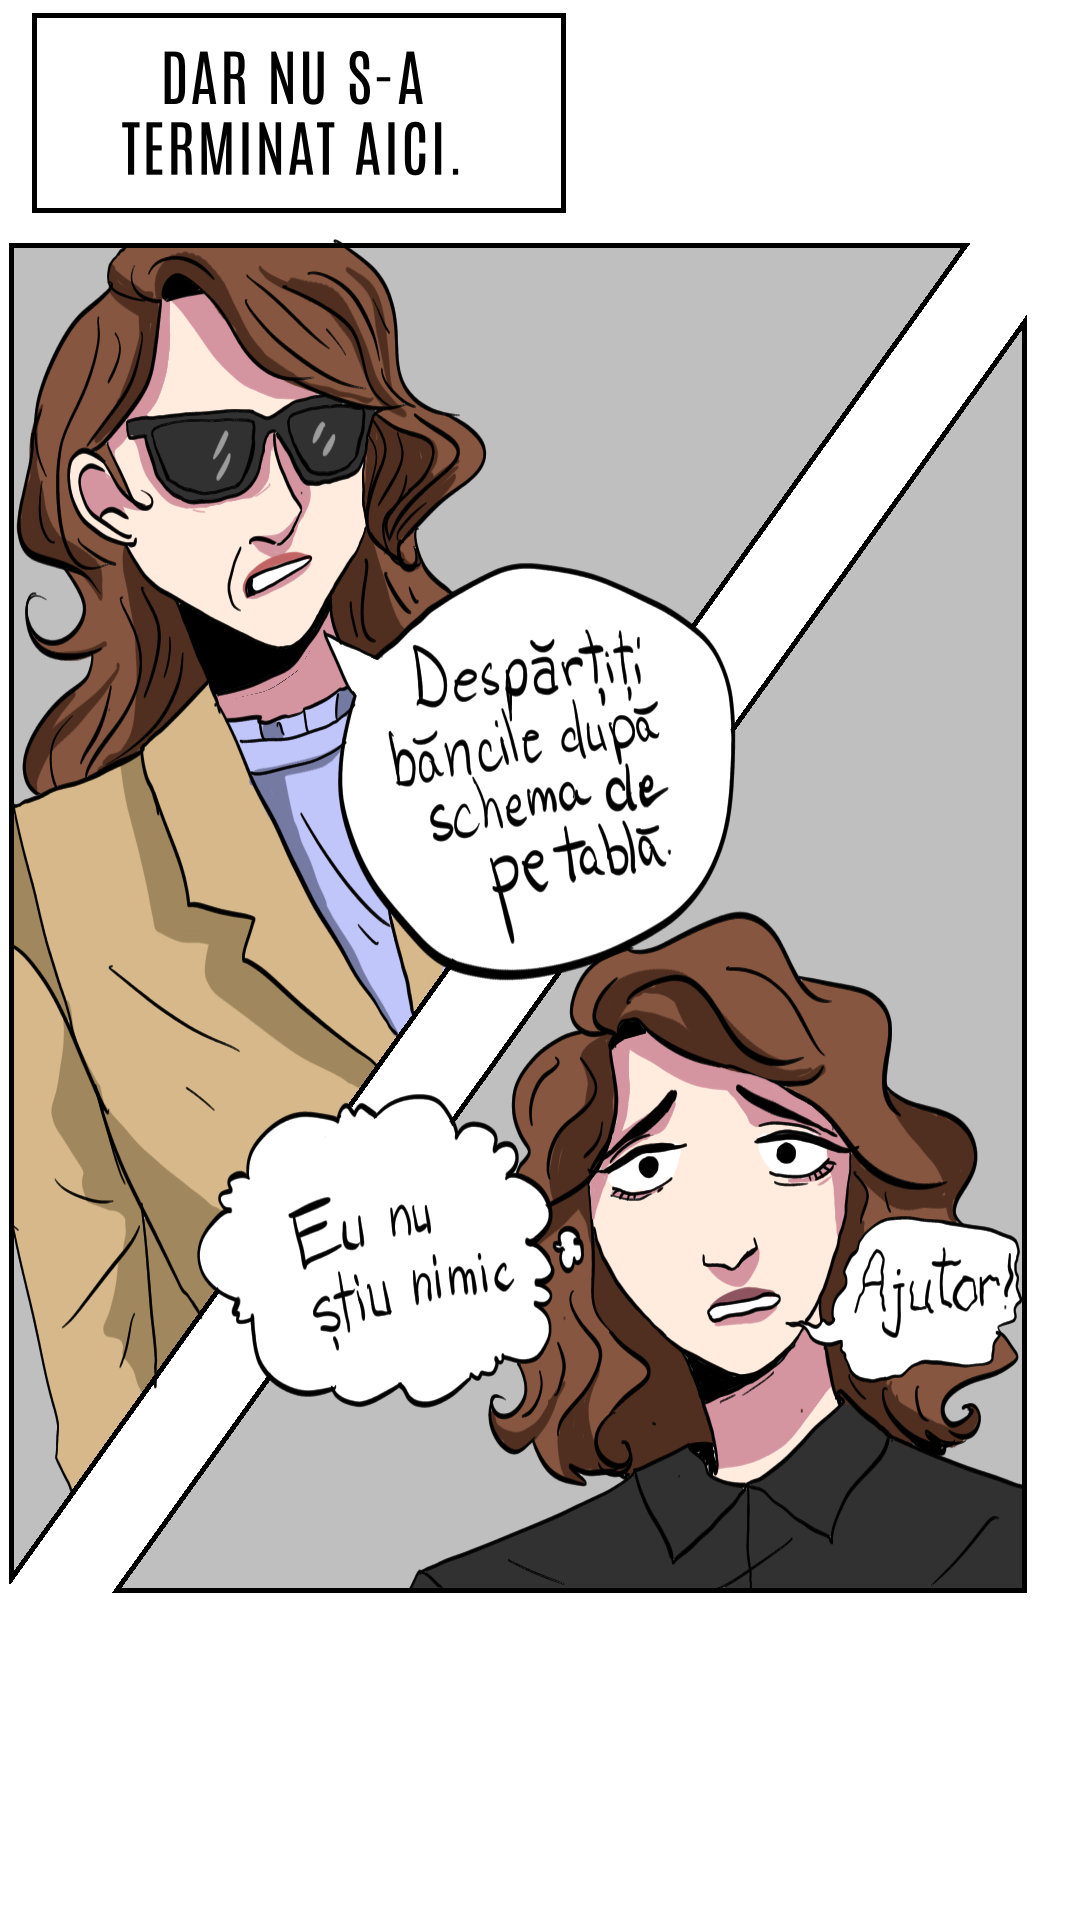 DAR NU S-A
TERMINAT AICI.
Despărțiți
băncile după
schema de
pe tablă.
Eu nu
știu nimic
Ajutor!